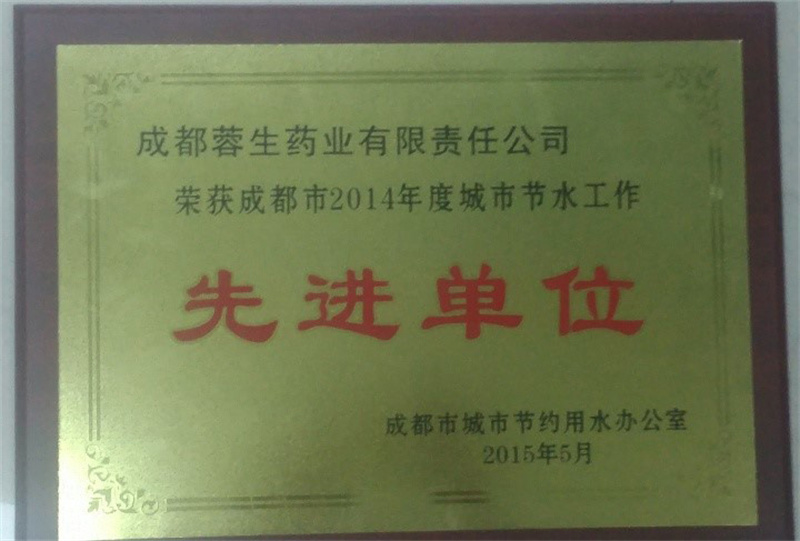 成都蓉生药业有限责任公司
荣获成都市2014年度城市节水工作
先进单位
成都市城市节约用水办公室
2015年5月